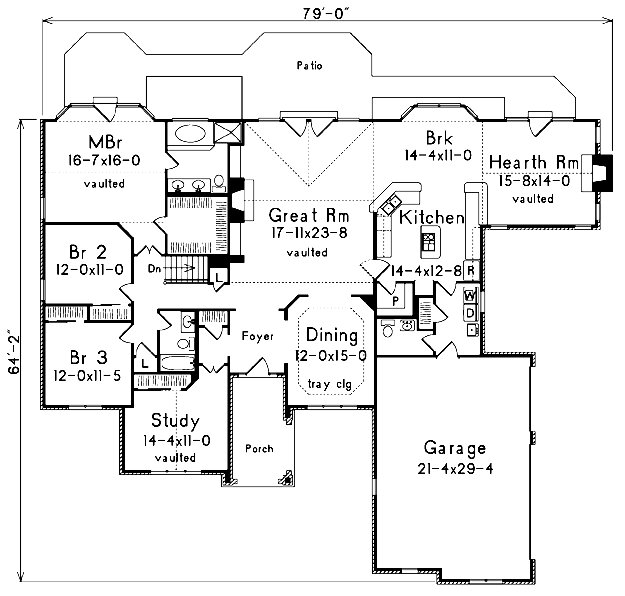 79'-0"
Patio
MBr
16-7x16-0
vaulted
Brk
14-4x11-0
Hearth Rm
15-8x14-0
vaulted
Great Rm
17-11x23-8
vaulted
Kitchen
14-4x12-8
R
Br 2
12-0x11-0
Dn
L
P
W
D
64'-2"
Br 3
12-0x11-5
L
Foyer
Dining
12-0x15-0
tray clg
Study
14-4x11-0
vaulted
Porch
Garage
21-4x29-4